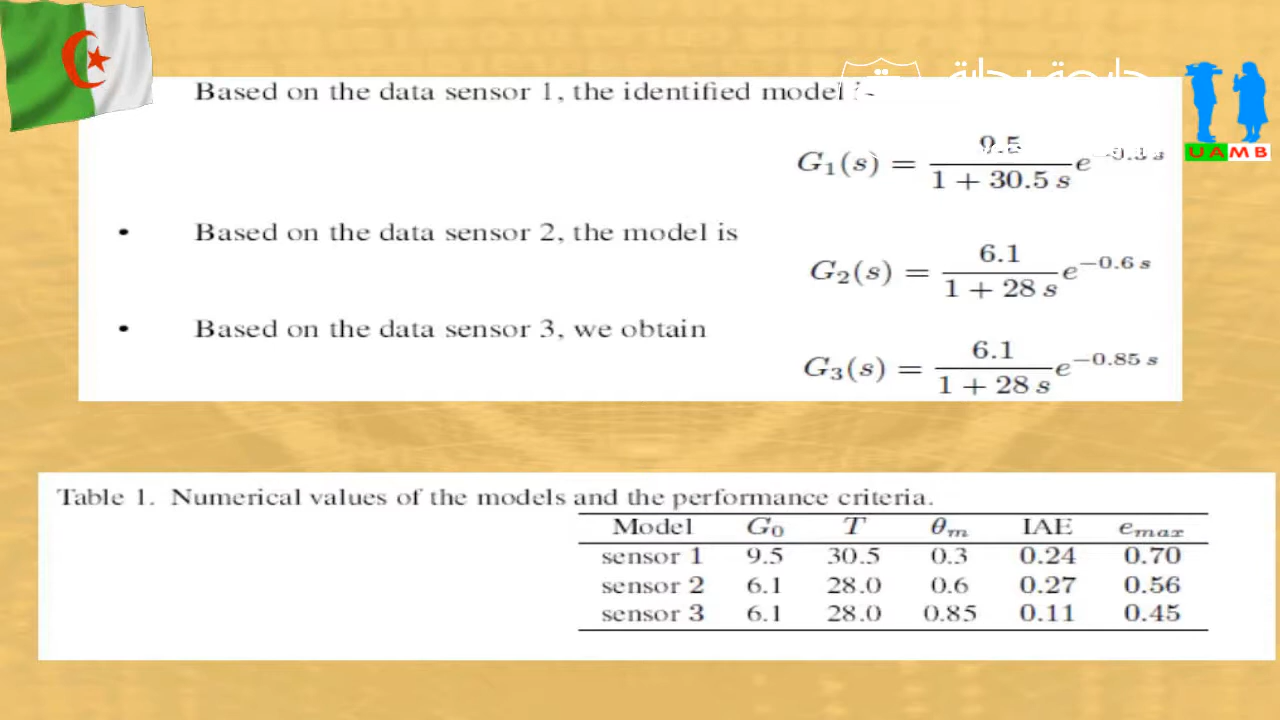 جامعة بجاية
Based on the data sensor 1, the identified model
G₁(s) = 9.5 / (1 + 30.5 s) e^{−0.3 s}
UAMB
• Based on the data sensor 2, the model is
G₂(s) = 6.1 / (1 + 28 s) e^{−0.6 s}
• Based on the data sensor 3, we obtain
G₃(s) = 6.1 / (1 + 28 s) e^{−0.85 s}
Table 1. Numerical values of the models and the performance criteria.
Model G₀ T θₘ IAE eₘₐₓ
sensor 1 9.5 30.5 0.3 0.24 0.70
sensor 2 6.1 28.0 0.6 0.27 0.56
sensor 3 6.1 28.0 0.85 0.11 0.45